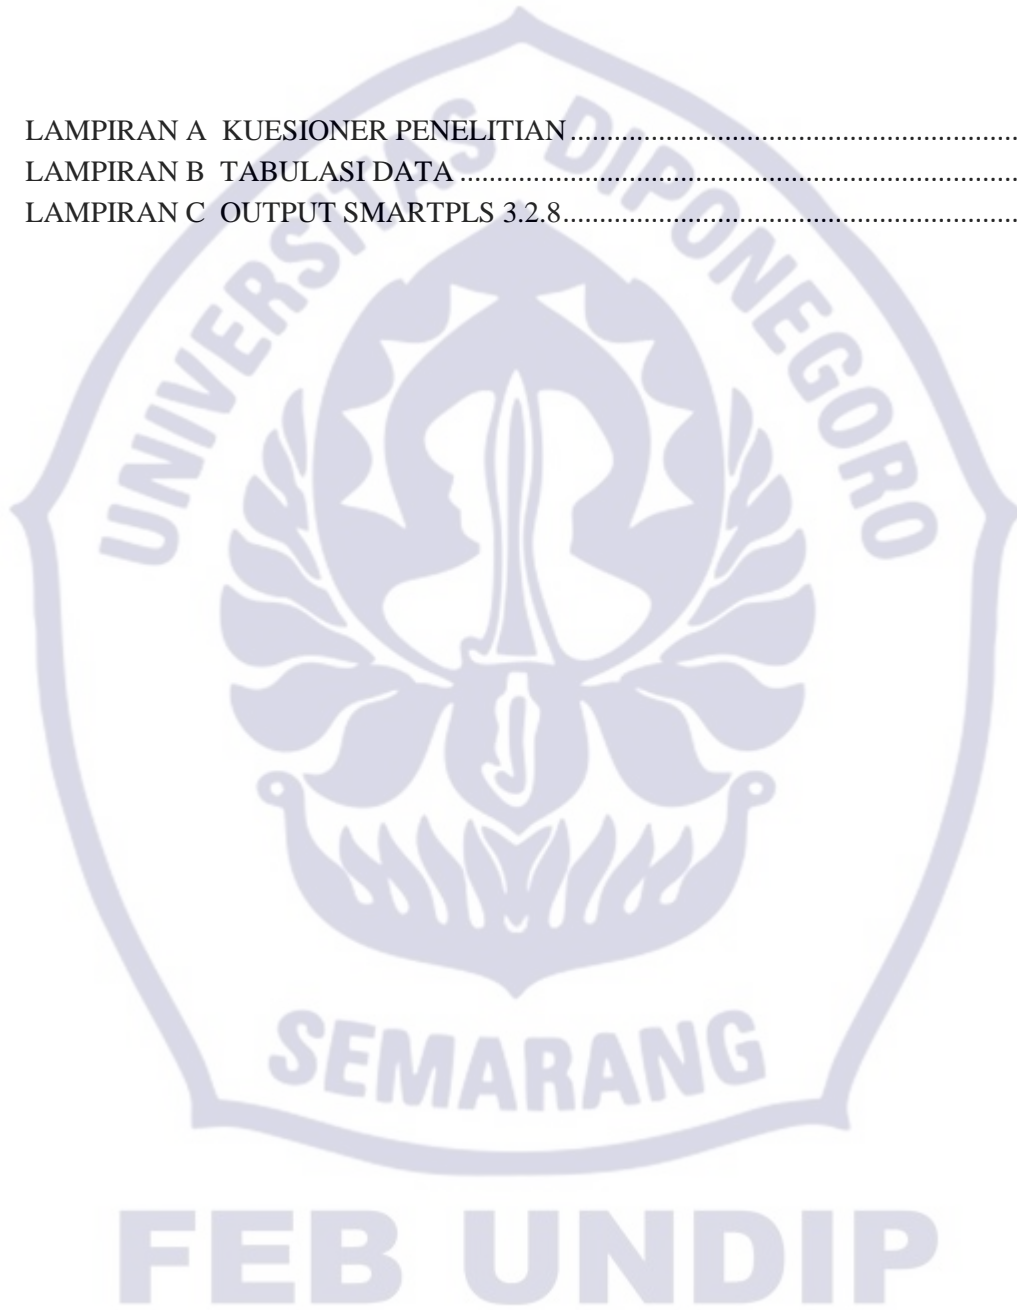 LAMPIRAN A KUESIONER PENELITIAN............................................................
LAMPIRAN B TABULASI DATA............................................................................
LAMPIRAN C OUTPUT SMARTPLS 3.2.8.............................................................
UNIVERSITAS DIPONEGORO
SEMARANG
FEB UNDIP